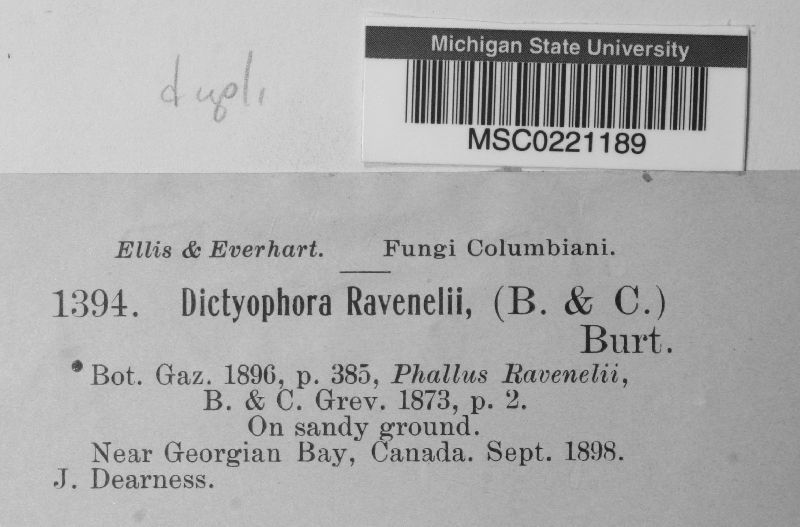 dupl.
Michigan State University
MSC0221189
Ellis & Everhart. Fungi Columbiani.
1394. Dictyophora Ravenelii, (B. & C.)
Burt.
Bot. Gaz. 1896, p. 385, Phallus Ravenelii,
B. & C. Grev. 1873, p. 2.
On sandy ground.
Near Georgian Bay, Canada. Sept. 1898.
J. Dearness.